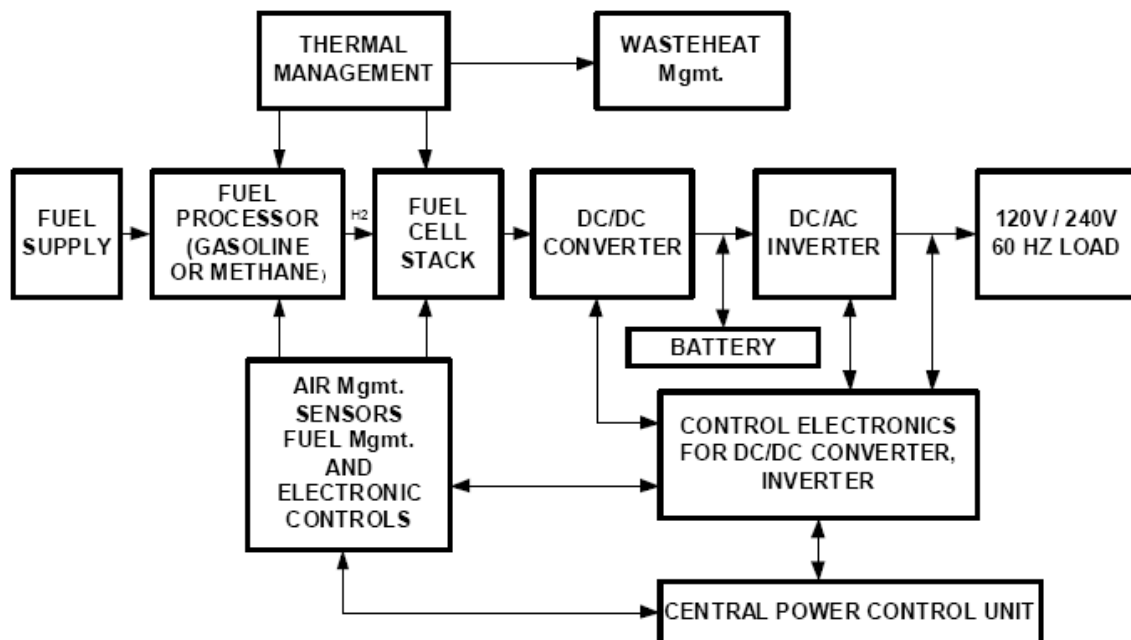 THERMAL
MANAGEMENT
WASTEHEAT
Mgmt.
FUEL
SUPPLY
FUEL
PROCESSOR
(GASOLINE
OR METHANE)
H2
FUEL
CELL
STACK
DC/DC
CONVERTER
DC/AC
INVERTER
120V / 240V
60 HZ LOAD
BATTERY
AIR Mgmt.
SENSORS
FUEL Mgmt.
AND
ELECTRONIC
CONTROLS
CONTROL ELECTRONICS
FOR DC/DC CONVERTER,
INVERTER
CENTRAL POWER CONTROL UNIT